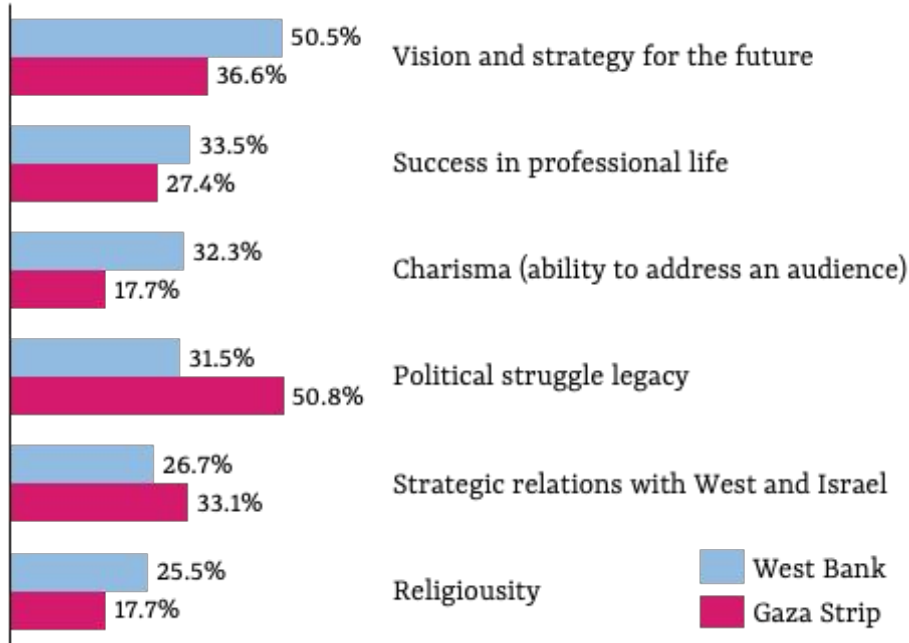 50.5%
36.6%
Vision and strategy for the future
33.5%
27.4%
Success in professional life
32.3%
17.7%
Charisma (ability to address an audience)
31.5%
50.8%
Political struggle legacy
26.7%
33.1%
Strategic relations with West and Israel
25.5%
17.7%
Religiousity
West Bank
Gaza Strip